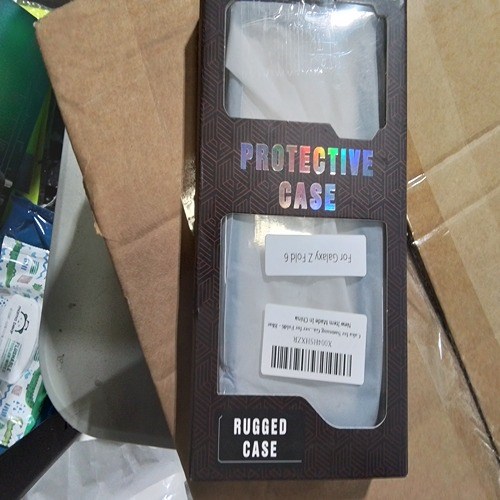 PROTECTIVE
CASE
For Galaxy Z Fold 6
New Item Made In China
RUGGED
CASE